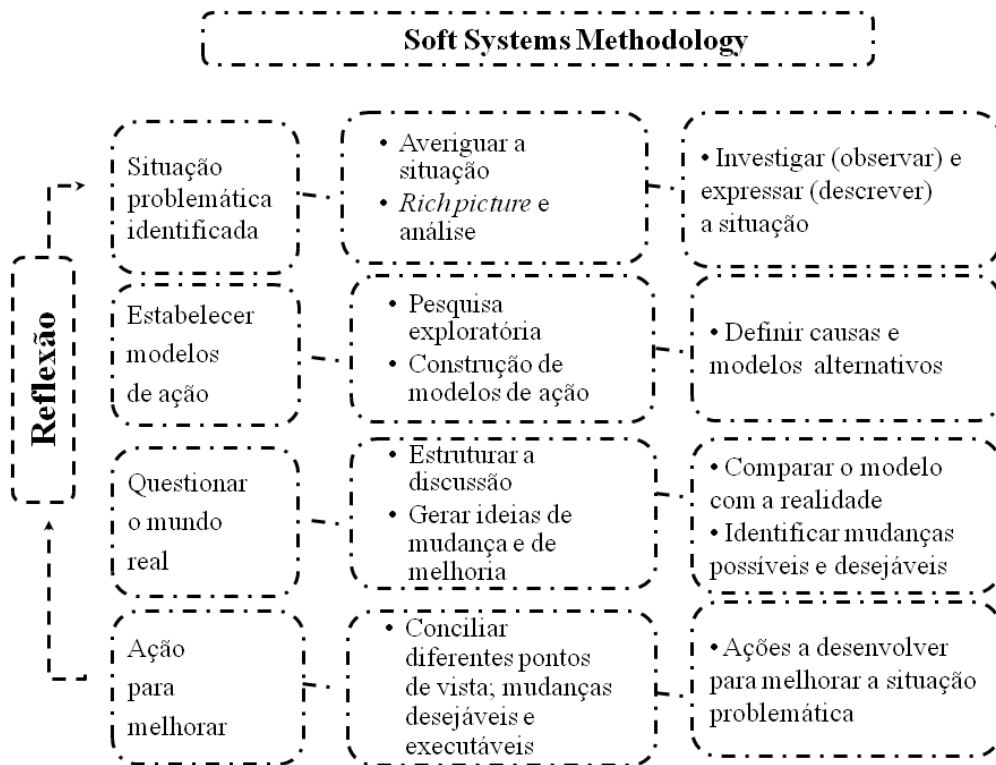 Soft Systems Methodology
Reflexão
Situação
problemática
identificada
• Averiguar a
situação
• Rich picture e
análise
• Investigar (observar) e
expressar (descrever)
a situação
Estabelecer
modelos
de ação
• Pesquisa
exploratória
• Construção de
modelos de ação
• Definir causas e
modelos alternativos
Questionar
o mundo
real
• Estruturar a
discussão
• Gerar ideias de
mudança e de
melhoria
• Comparar o modelo
com a realidade
• Identificar mudanças
possíveis e desejáveis
Ação
para
melhorar
• Conciliar
diferentes pontos
de vista; mudanças
desejáveis e
executáveis
• Ações a desenvolver
para melhorar a situação
problemática